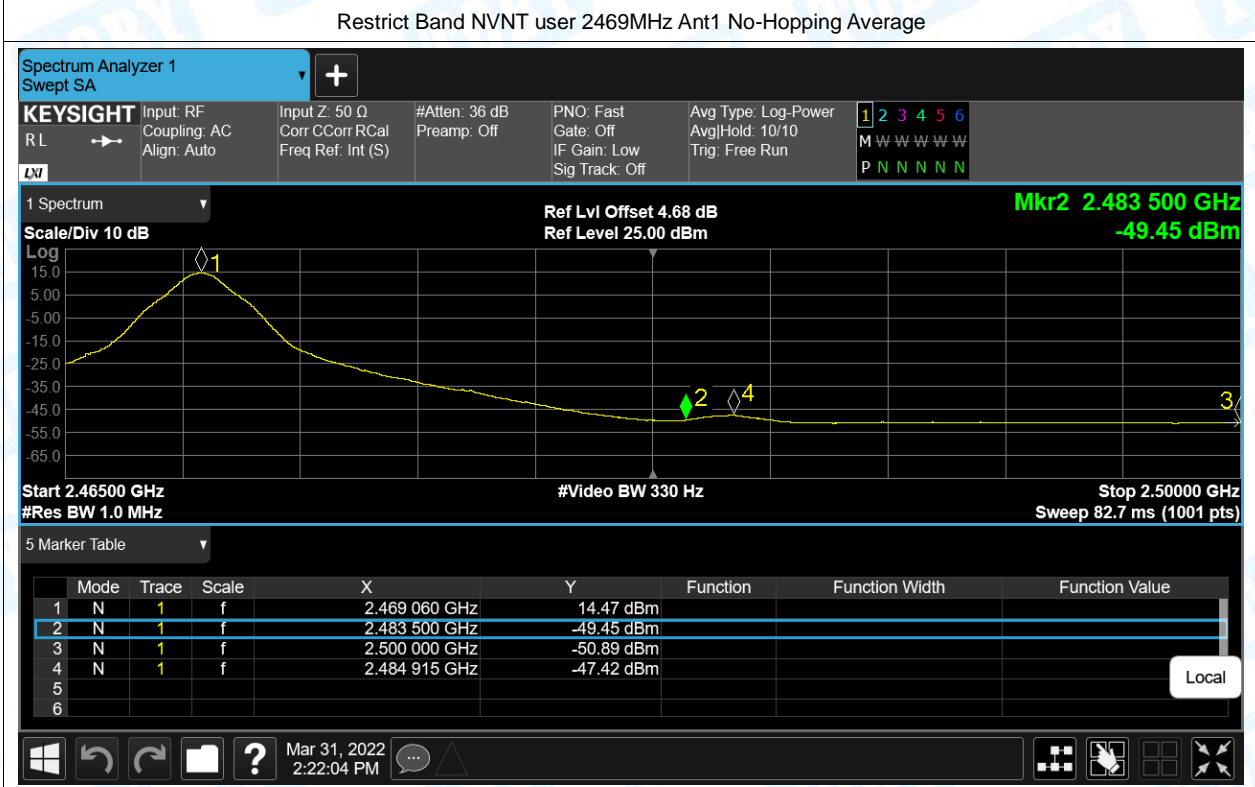 Restrict Band NVNT user 2469MHz Ant1 No-Hopping Average
Spectrum Analyzer 1
Swept SA
KEYSIGHT
R L
LXI
Input: RF
Coupling: AC
Align: Auto
Input Z: 50 Ω
Corr CCorr RCal
Freq Ref: Int (S)
#Atten: 36 dB
Preamp: Off
PNO: Fast
Gate: Off
IF Gain: Low
Sig Track: Off
Avg Type: Log-Power
Avg|Hold: 10/10
Trig: Free Run
1 2 3 4 5 6
M W W W W W
P N N N N N
1 Spectrum
Scale/Div 10 dB
Ref Lvl Offset 4.68 dB
Ref Level 25.00 dBm
Mkr2 2.483 500 GHz
-49.45 dBm
Log
15.0
5.00
-5.00
-15.0
-25.0
-35.0
-45.0
-55.0
-65.0
1
2
4
3
Start 2.46500 GHz
#Res BW 1.0 MHz
#Video BW 330 Hz
Stop 2.50000 GHz
Sweep 82.7 ms (1001 pts)
5 Marker Table
Mode Trace Scale X Y Function Function Width Function Value
1 N 1 f 2.469 060 GHz 14.47 dBm
2 N 1 f 2.483 500 GHz -49.45 dBm
3 N 1 f 2.500 000 GHz -50.89 dBm
4 N 1 f 2.484 915 GHz -47.42 dBm
5
6
Local
?
Mar 31, 2022
2:22:04 PM